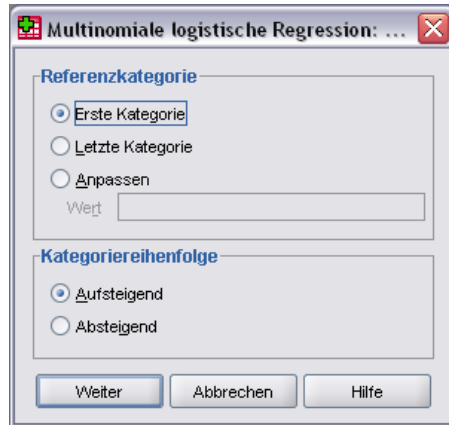 Multinomiale logistische Regression: ...
Referenzkategorie
Erste Kategorie
Letzte Kategorie
Anpassen
Wert
Kategoriereihenfolge
Aufsteigend
Absteigend
Weiter Abbrechen Hilfe